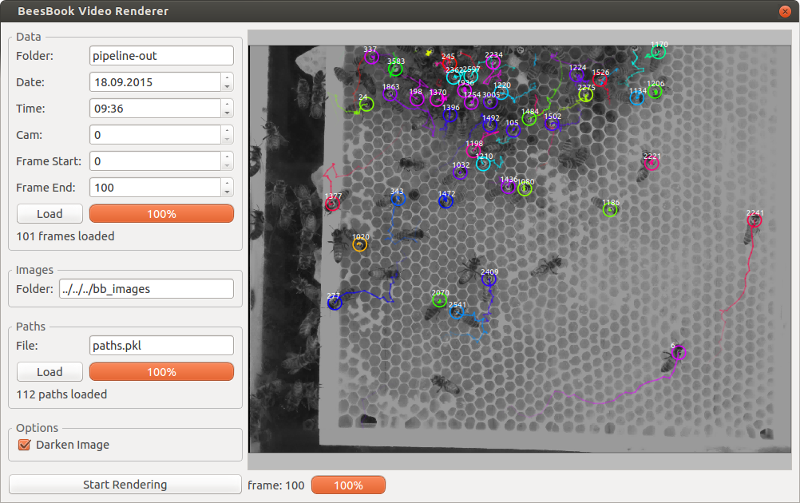 BeesBook Video Renderer
Data
Folder: pipeline-out
Date: 18.09.2015
Time: 09:36
Cam: 0
Frame Start: 0
Frame End: 100
Load 100%
101 frames loaded
Images
Folder: ../../../bb_images
Paths
File: paths.pkl
Load 100%
112 paths loaded
Options
Darken Image
Start Rendering
337 245 2234 1170
3583 2362 2597 1224 1526
1863 1936 1220 2275 1134 1206
24 198 1370 1254 3005
1396 1492 105 1484 1502
1198
1032 1210 2221
1436 1080
1377 343 1472 1186 2241
1020
277 2070 2409
2541
6
frame: 100 100%